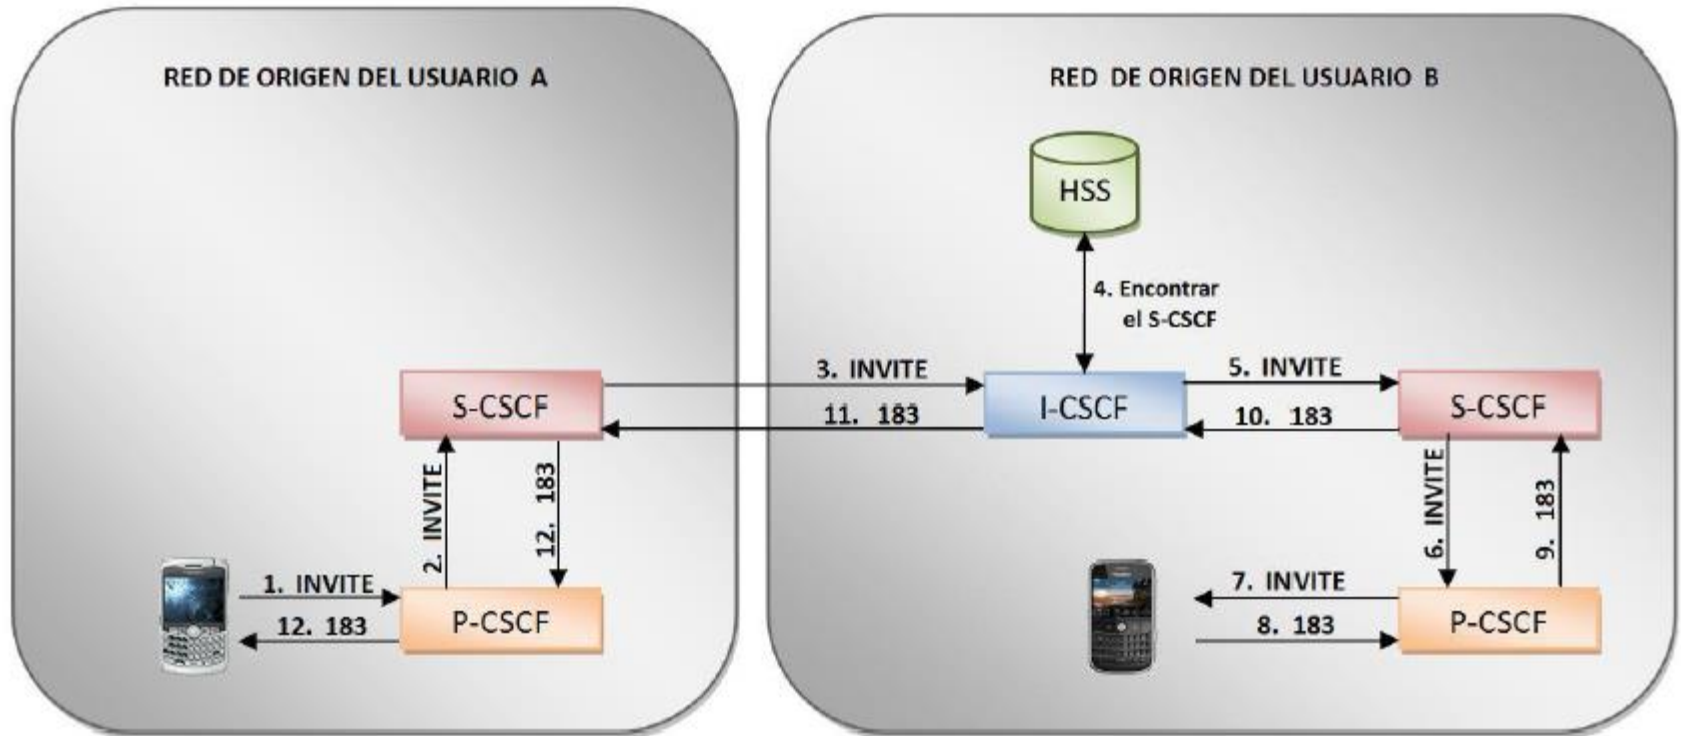 RED DE ORIGEN DEL USUARIO A
RED DE ORIGEN DEL USUARIO B
HSS
4. Encontrar
el S-CSCF
3. INVITE
5. INVITE
S-CSCF
I-CSCF
S-CSCF
11. 183
10. 183
2. INVITE
12. 183
6. INVITE
9. 183
1. INVITE
7. INVITE
P-CSCF
P-CSCF
12. 183
8. 183